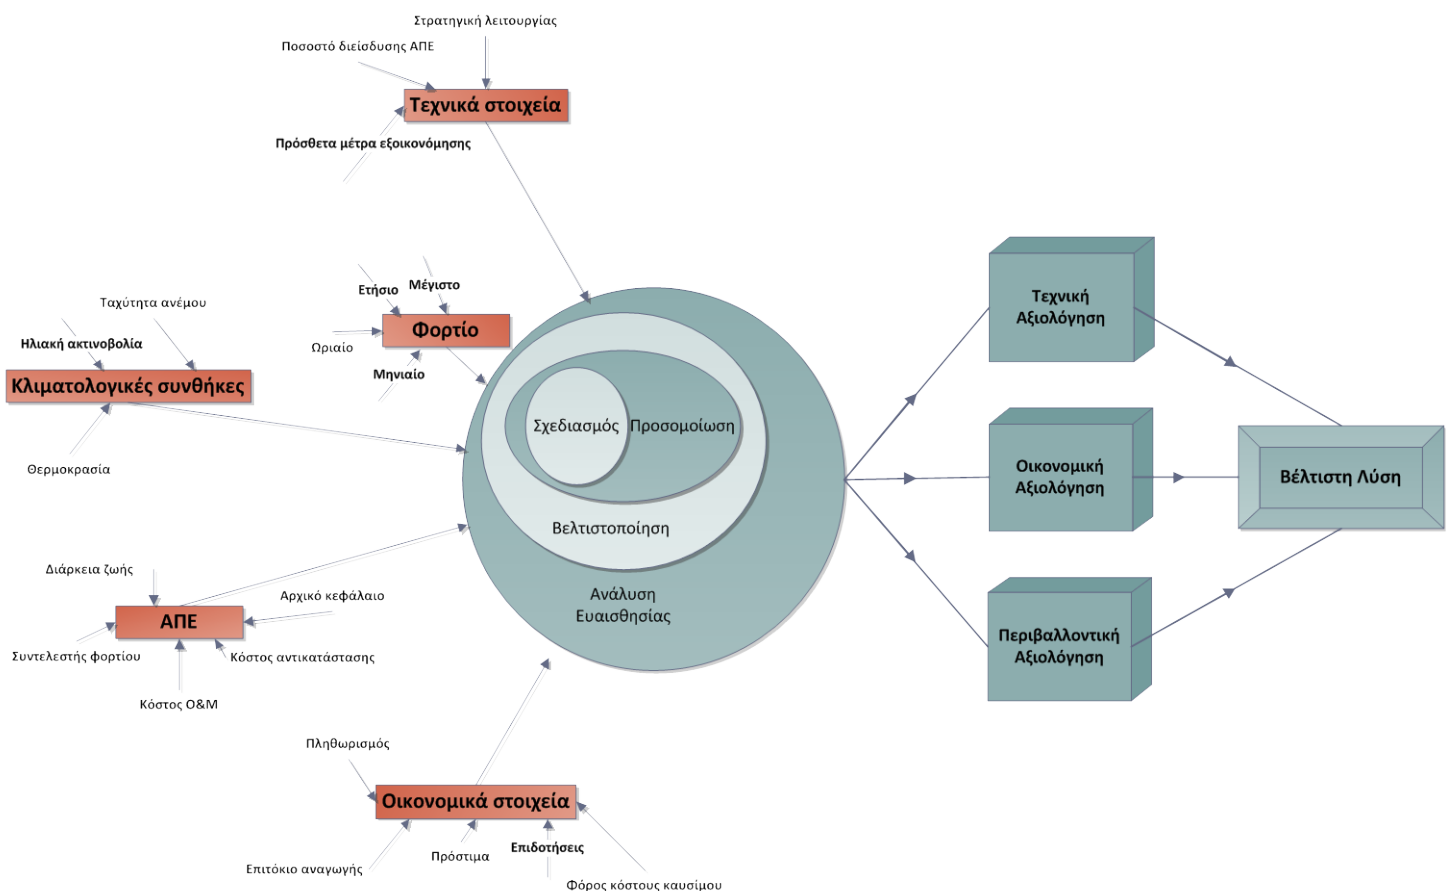 Στρατηγική λειτουργίας
Ποσοστό διείσδυσης ΑΠΕ
Τεχνικά στοιχεία
Πρόσθετα μέτρα εξοικονόμησης
Ετήσιο
Μέγιστο
Φορτίο
Ωριαίο
Μηνιαίο
Ταχύτητα ανέμου
Ηλιακή ακτινοβολία
Κλιματολογικές συνθήκες
Θερμοκρασία
Διάρκεια ζωής
Αρχικό κεφάλαιο
ΑΠΕ
Συντελεστής φορτίου
Κόστος αντικατάστασης
Κόστος Ο&Μ
Πληθωρισμός
Οικονομικά στοιχεία
Επιτόκιο αναγωγής
Πρόστιμα
Επιδοτήσεις
Φόρος κόστους καυσίμου
Σχεδιασμός
Προσομοίωση
Βελτιστοποίηση
Ανάλυση
Ευαισθησίας
Τεχνική
Αξιολόγηση
Οικονομική
Αξιολόγηση
Περιβαλλοντική
Αξιολόγηση
Βέλτιστη Λύση